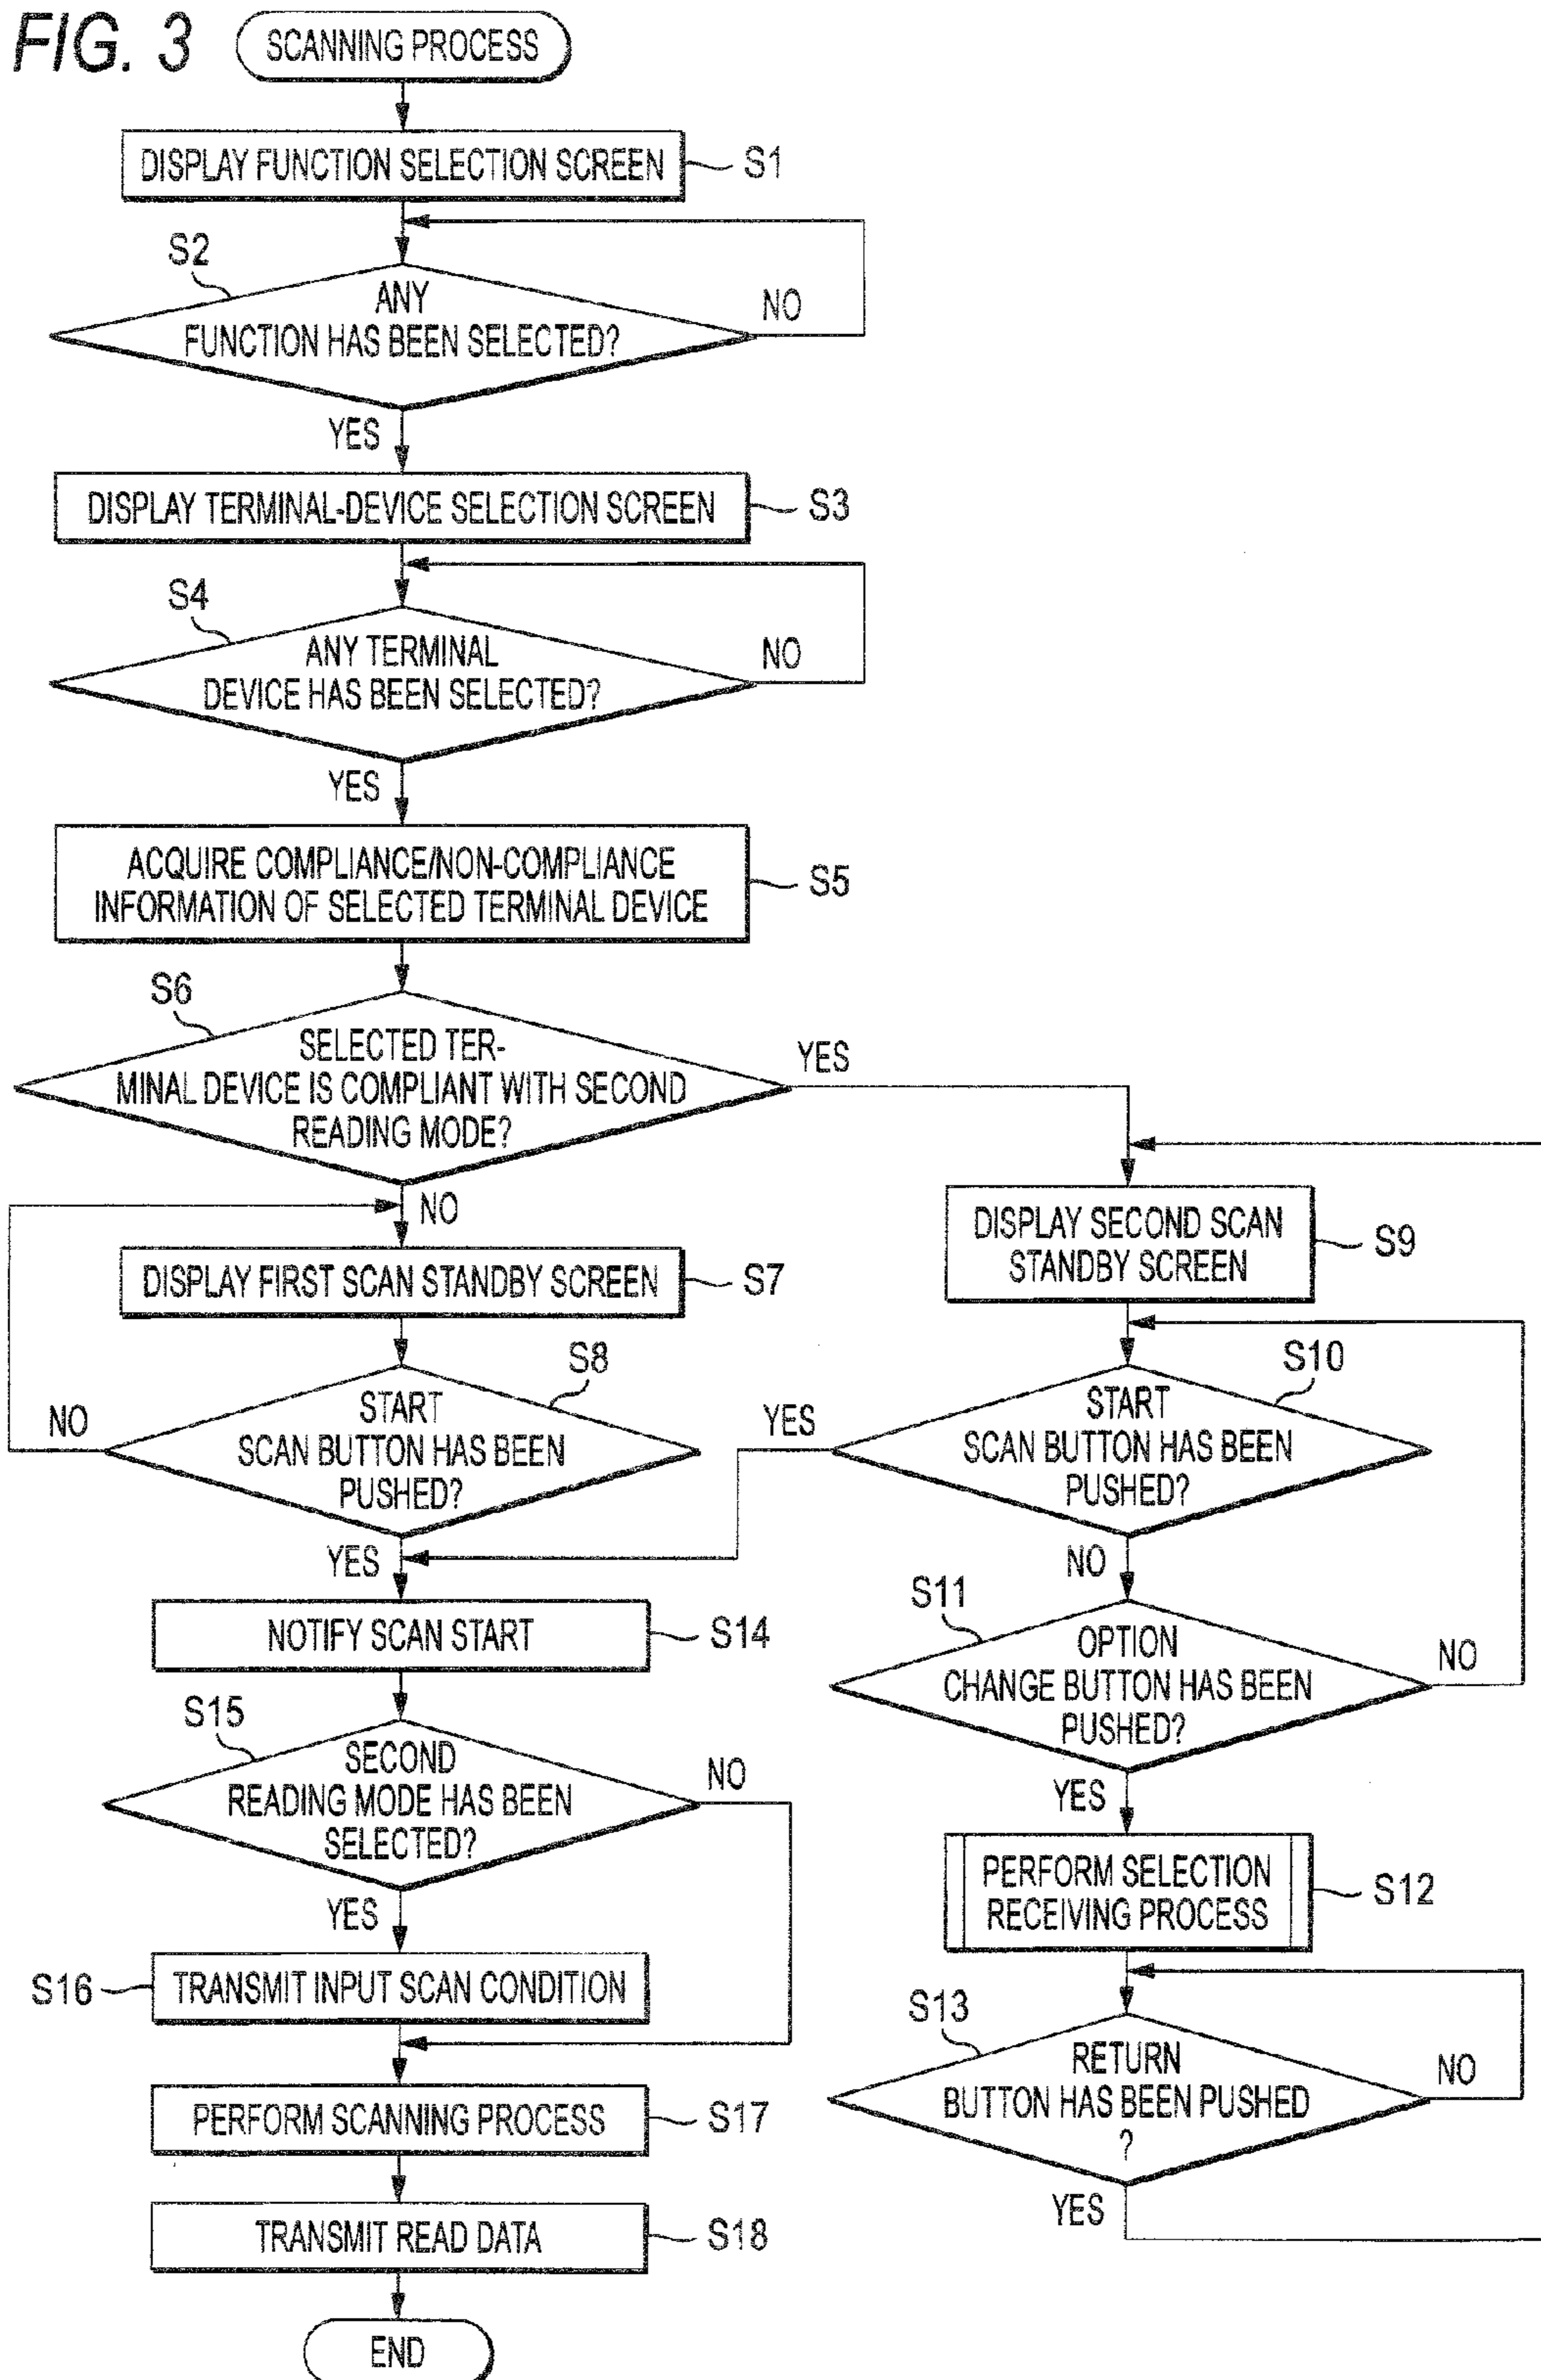 FIG. 3
SCANNING PROCESS
DISPLAY FUNCTION SELECTION SCREEN
S1
S2
ANY
FUNCTION HAS BEEN SELECTED?
NO
YES
DISPLAY TERMINAL-DEVICE SELECTION SCREEN
S3
S4
ANY TERMINAL
DEVICE HAS BEEN SELECTED?
NO
YES
ACQUIRE COMPLIANCE/NON-COMPLIANCE
INFORMATION OF SELECTED TERMINAL DEVICE
S5
S6
SELECTED TER-
MINAL DEVICE IS COMPLIANT WITH SECOND
READING MODE?
YES
NO
DISPLAY FIRST SCAN STANDBY SCREEN
S7
S8
START
SCAN BUTTON HAS BEEN
PUSHED?
NO
YES
DISPLAY SECOND SCAN
STANDBY SCREEN
S9
S10
START
SCAN BUTTON HAS BEEN
PUSHED?
YES
NO
S11
OPTION
CHANGE BUTTON HAS BEEN
PUSHED?
NO
YES
PERFORM SELECTION
RECEIVING PROCESS
S12
S13
RETURN
BUTTON HAS BEEN PUSHED
?
NO
YES
NOTIFY SCAN START
S14
S15
SECOND
READING MODE HAS BEEN
SELECTED?
NO
YES
S16
TRANSMIT INPUT SCAN CONDITION
PERFORM SCANNING PROCESS
S17
TRANSMIT READ DATA
S18
END